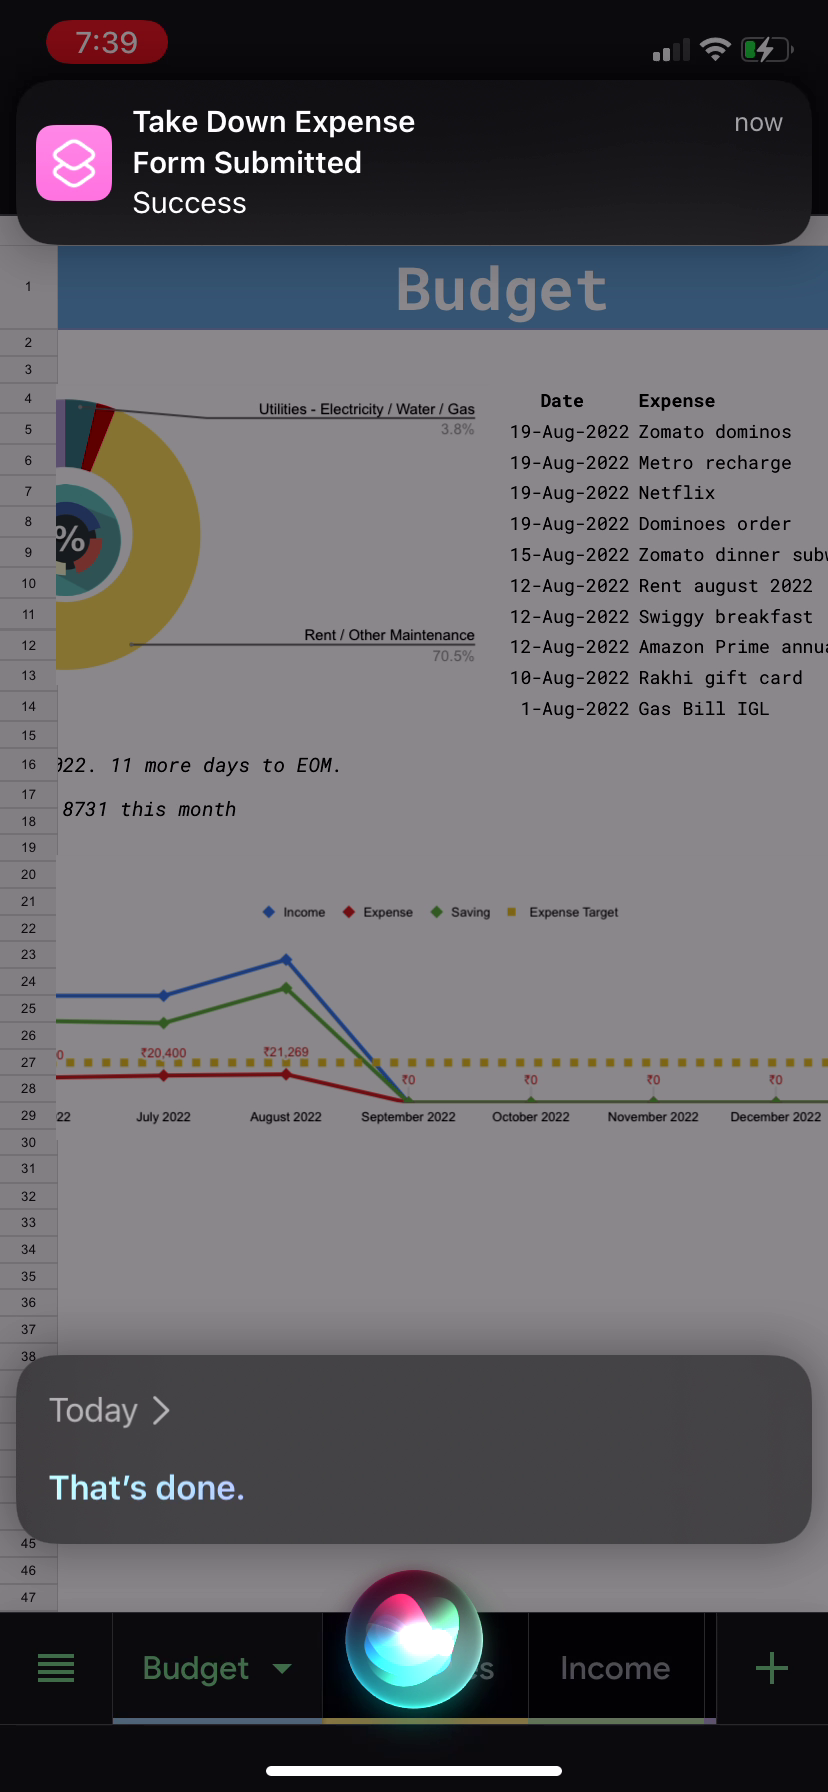 7:39
Take Down Expense
Form Submitted
now
Success
1
Budget
2
3
4
Utilities - Electricity / Water / Gas
3.8%
Date Expense
5
19-Aug-2022 Zomato dominos
6
19-Aug-2022 Metro recharge
7
19-Aug-2022 Netflix
8
19-Aug-2022 Dominoes order
%
9
15-Aug-2022 Zomato dinner
10
12-Aug-2022 Rent august 2022
11
12-Aug-2022 Swiggy breakfast
12
Rent / Other Maintenance
70.5%
12-Aug-2022 Amazon Prime
13
10-Aug-2022 Rakhi gift card
14
1-Aug-2022 Gas Bill IGL
15
16
022. 11 more days to EOM.
17
8731 this month
18
19
20
21
Income Expense Saving Expense Target
22
23
24
25
26
27
0 ₹20,400 ₹21,269
28
₹0 ₹0 ₹0 ₹0
29
22 July 2022 August 2022 September 2022 October 2022 November 2022 December 2022
30
31
32
33
34
35
36
37
38
Today
That's done.
45
46
47
Budget
Income